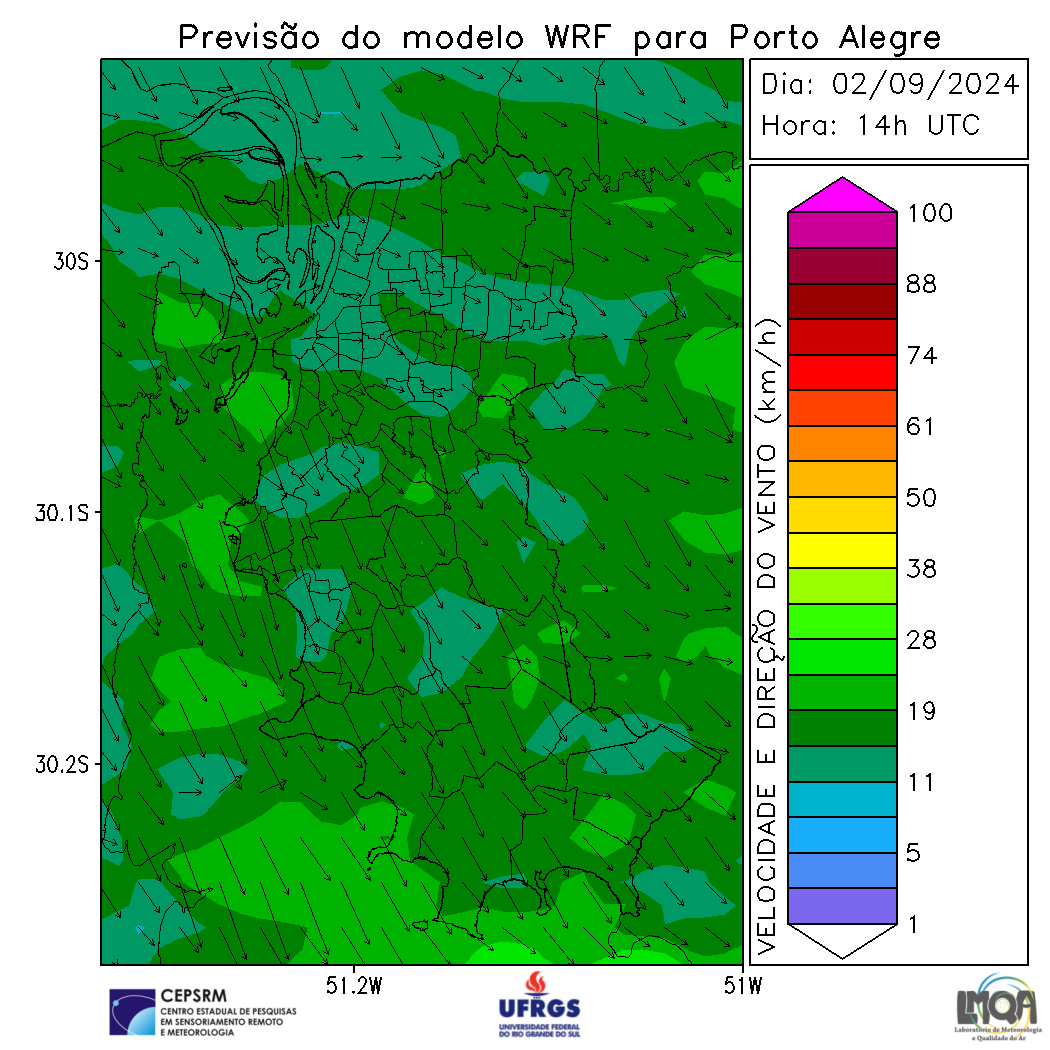 Previsão do modelo WRF para Porto Alegre
Dia: 02/09/2024
Hora: 14h UTC
30S
30.1S
30.2S
51.2W
51W
VELOCIDADE E DIREÇÃO DO VENTO (km/h)
100
88
74
61
50
38
28
19
11
5
1
CEPSRM
CENTRO ESTADUAL DE PESQUISAS
EM SENSORIAMENTO REMOTO
E METEOROLOGIA
UFRGS
UNIVERSIDADE FEDERAL
DO RIO GRANDE DO SUL
LMQA
Laboratório de Meteorologia
e Qualidade do Ar